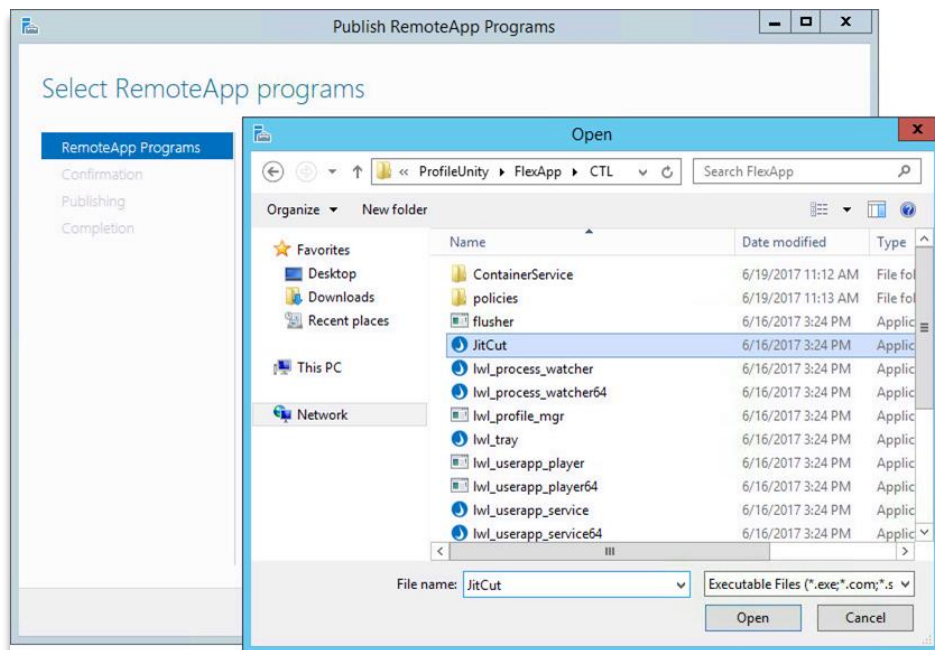 Publish RemoteApp Programs
Select RemoteApp programs
RemoteApp Programs
Confirmation
Publishing
Completion
Open
« ProfileUnity FlexApp CTL
Search FlexApp
Organize New folder
Favorites
Desktop
Downloads
Recent places
This PC
Network
Name Date modified Type
ContainerService 6/19/2017 11:12 AM File fol
policies 6/19/2017 11:13 AM File fol
flusher 6/16/2017 3:24 PM Applic
JitCut 6/16/2017 3:24 PM Applic
lwl_process_watcher 6/16/2017 3:24 PM Applic
lwl_process_watcher64 6/16/2017 3:24 PM Applic
lwl_profile_mgr 6/16/2017 3:24 PM Applic
lwl_tray 6/16/2017 3:24 PM Applic
lwl_userapp_player 6/16/2017 3:24 PM Applic
lwl_userapp_player64 6/16/2017 3:24 PM Applic
lwl_userapp_service 6/16/2017 3:24 PM Applic
lwl_userapp_service64 6/16/2017 3:24 PM Applic
File name: JitCut Executable Files (*.exe;*.com;*.s
Open Cancel